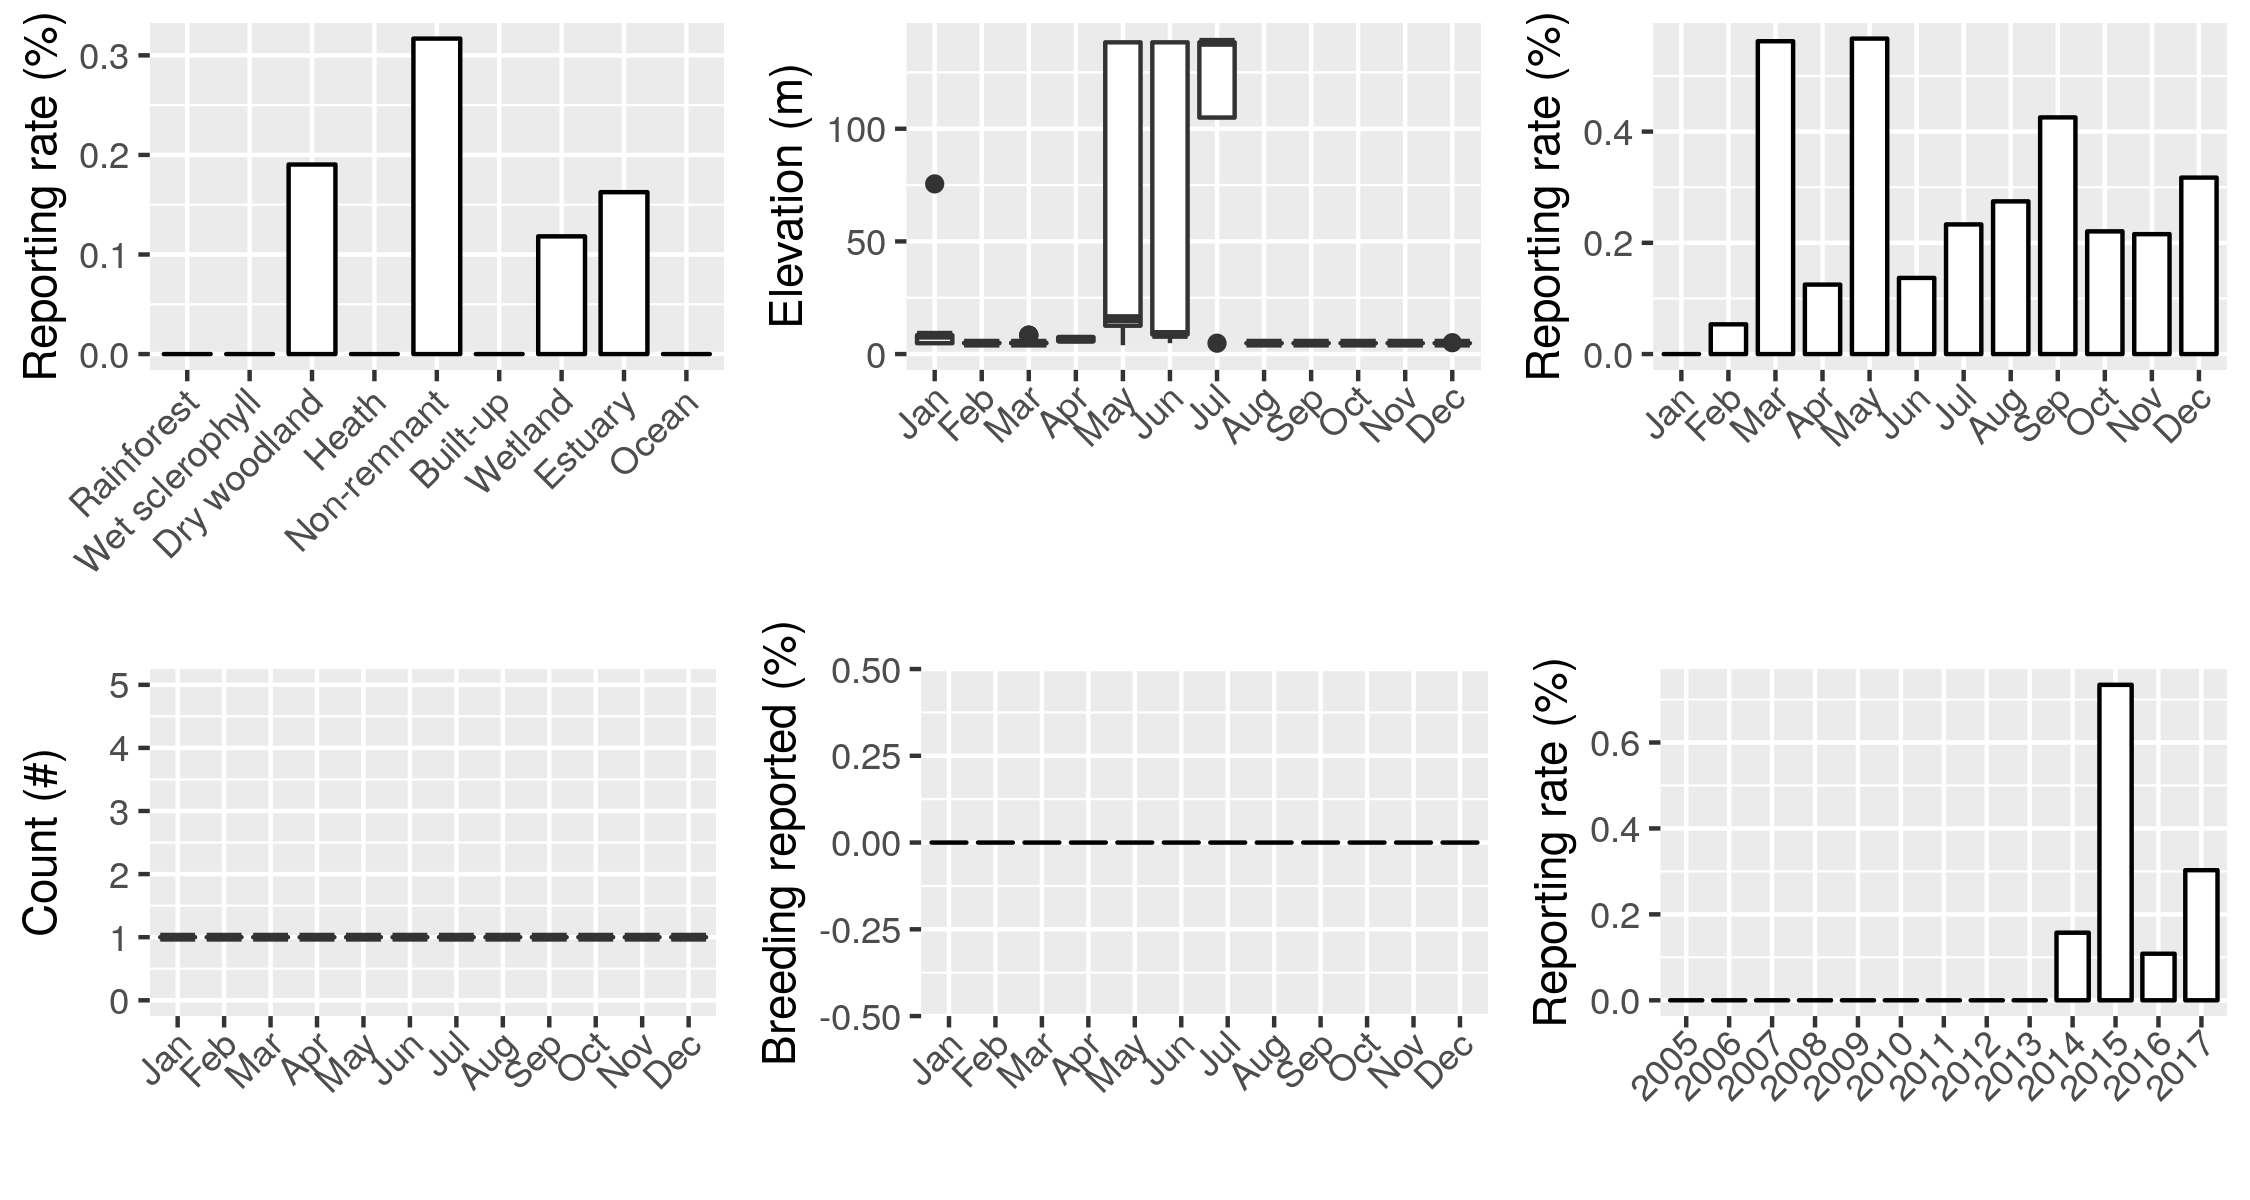 Reporting rate (%)
0.3
0.2
0.1
0.0
Rainforest
Wet sclerophyll
Dry woodland
Heath
Non-remnant
Built-up
Wetland
Estuary
Ocean
Elevation (m)
100
50
0
Jan
Feb
Mar
Apr
May
Jun
Jul
Aug
Sep
Oct
Nov
Dec
Reporting rate (%)
0.4
0.2
0.0
Jan
Feb
Mar
Apr
May
Jun
Jul
Aug
Sep
Oct
Nov
Dec
Count (#)
5
4
3
2
1
0
Jan
Feb
Mar
Apr
May
Jun
Jul
Aug
Sep
Oct
Nov
Dec
Breeding reported (%)
0.50
0.25
0.00
-0.25
-0.50
Jan
Feb
Mar
Apr
May
Jun
Jul
Aug
Sep
Oct
Nov
Dec
Reporting rate (%)
0.6
0.4
0.2
0.0
2005
2006
2007
2008
2009
2010
2011
2012
2013
2014
2015
2016
2017